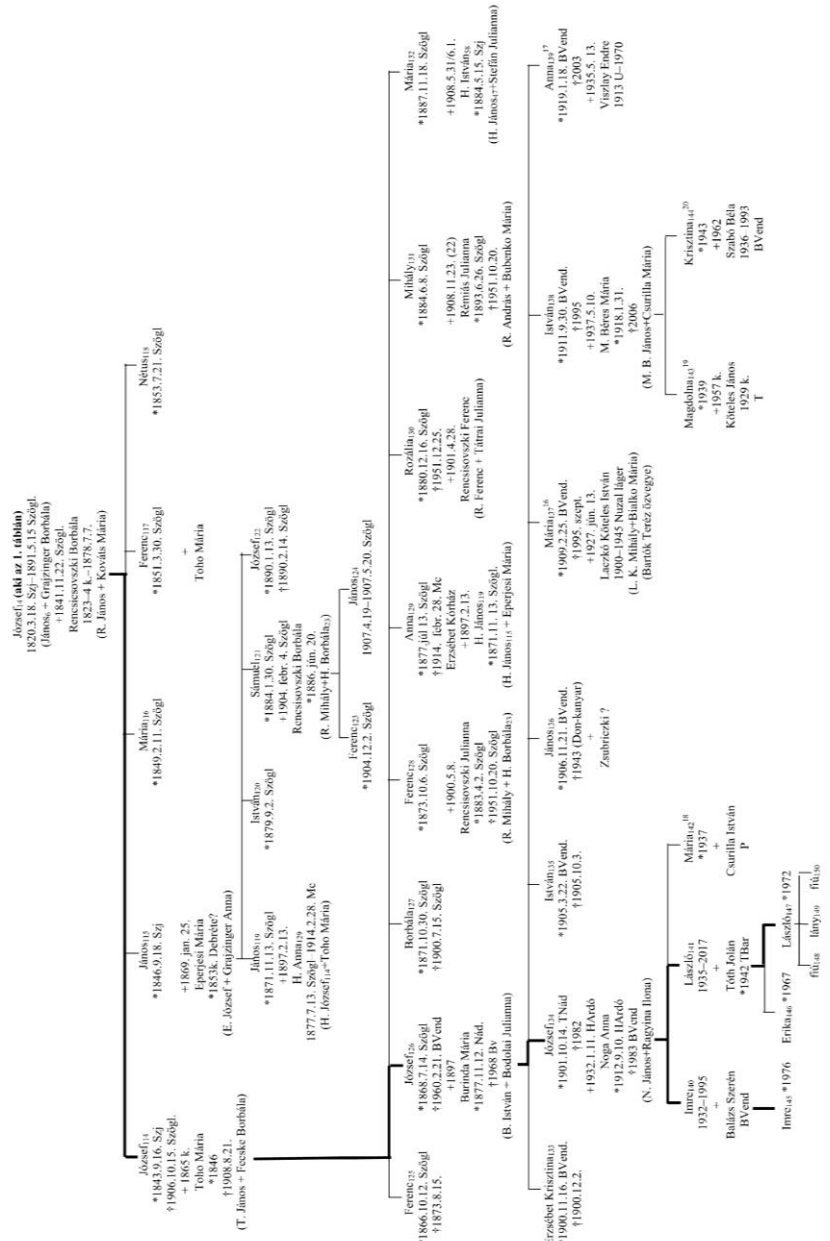 József₁₄ (aki az 1. táblán)
1820.3.18. Szj–1891.5.15 Szögl.
(János₆ + Grajzinger Borbála)
+1841.11.22. Szögl.
Rencsicsovszki Borbála
1823–4 k.–1878.7.7.
(R. János + Kováts Mária)
József₁₁₄
*1843.9.16. Szj
†1906.10.15. Szögl.
+ 1865 k.
Toho Mária
*1846
†1908.8.21.
(T. János + Fecske Borbála)
János₁₁₅
*1846.9.18. Szj
+1869. jan. 25.
Eperjesi Mária
*1853k. Debréte?
(E. József + Grajzinger Anna)
Mária₁₁₆
*1849.2.11. Szögl
Ferenc₁₁₇
*1851.3.30. Szögl
+
Toho Mária
Nétus₁₁₈
*1853.7.21. Szögl
János₁₁₉
*1871.11.13. Szögl
+1897.2.13.
H. Anna₁₂₉
1877.7.13. Szögl–1914.2.28. Mc
(H. József₁₁₄+Toho Mária)
István₁₂₀
*1879.9.2. Szögl
Sámuel₁₂₁
*1884.1.30. Szögl
+1904. febr. 4. Szögl
Rencsisovszki Borbála
*1886. jún. 20.
(R. Mihály+H. Borbála₅₃)
József₁₂₂
*1890.1.13. Szögl
†1890.2.14. Szögl
Ferenc₁₂₃
*1904.12.2. Szögl
János₁₂₄
1907.4.19–1907.5.20. Szögl
Ferenc₁₂₅
*1866.10.12. Szögl
†1873.8.15.
József₁₂₆
*1868.7.14. Szögl
†1960.2.21. BVend
+1897
Burinda Mária
*1877.11.12. Nád.
†1968 Bv
(B. István + Bodolai Julianna)
Borbála₁₂₇
*1871.10.30. Szögl
†1900.7.15. Szögl
Ferenc₁₂₈
*1873.10.6. Szögl
+1900.5.8.
Rencsisovszki Julianna
*1883.4.2. Szögl
†1951.10.20. Szögl
(R. Mihály + H. Borbála₅₃)
Anna₁₂₉
*1877.júl 13. Szögl
†1914. febr. 28. Mc
Erzsébet Kórház
+1897.2.13.
H. János₁₁₉
*1871.11. 13. Szögl.
(H. János₁₁₅ + Eperjesi Mária)
Rozália₁₃₀
*1880.12.16. Szögl
†1951.12.25.
+1901.4.28.
Rencsisovszki Ferenc
(R. Ferenc + Tátrai Julianna)
Mihály₁₃₁
*1884.6.8. Szögl
+1908.11.23. (22)
Rémiás Julianna
*1893.6.26. Szögl
†1951.10.20.
(R. András + Bubenko Mária)
Mária₁₃₂
*1887.11.18. Szögl
+1908.5.31/6.1.
H. István₅₈
*1884.5.15. Szj
(H. János₄₇+Stefán Julianna)
Erzsébet Krisztina₁₃₃
*1900.11.16. BVend.
†1900.12.2.
József₁₃₄
*1901.10.14. TNád
†1982
+1932.1.11. HArdó
Noga Anna
*1912.9.10. HArdó
†1983 BVend
(N. János+Ragyina Ilona)
István₁₃₅
*1905.3.22. BVend.
†1905.10.3.
János₁₃₆
*1906.11.21. BVend.
†1943 (Don-kanyar)
+
Zsubriczki ?
Mária₁₃₇¹⁶
*1909.2.25. BVend.
†1995. szept.
+1927. jún. 13.
Laczkó Köteles István
1900–1945 Nuzal láger
(L. K. Mihály+Bialko Mária)
(Bartók Teréz özvegye)
István₁₃₈
*1911.9.30. BVend.
†1995
+1937.5.10.
M. Béres Mária
*1918.1.31.
†2006
(M. B. János+Csurilla Mária)
Anna₁₃₉¹⁷
*1919.1.18. BVend
†2003
+1935.5. 13.
Viszlay Endre
1913 U–1970
Imre₁₄₀
1932–1995
+
Balázs Szerén
BVend
László₁₄₁
1935–2017
+
Tóth Jolán
*1942 TBar
Mária₁₄₂¹⁸
*1937
+
Csurilla István
P
Magdolna₁₄₃¹⁹
*1939
+1957 k.
Köteles János
1929 k.
T
Krisztina₁₄₄²⁰
*1943
+1962
Szabó Béla
1936–1993
BVend
Imre₁₄₅ *1976
Erika₁₄₆ *1967
László₁₄₇ *1972
fiú₁₄₈
lány₁₄₉
fiú₁₅₀